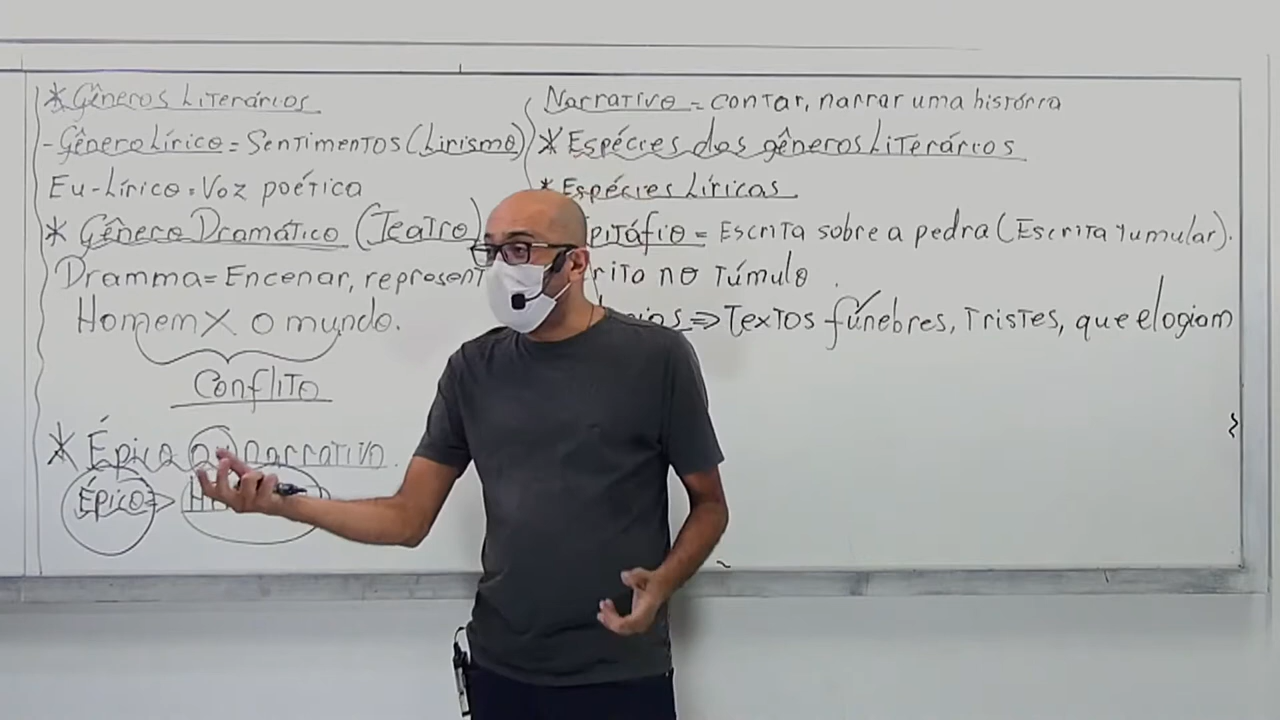 * Gêneros Literários
- Gênero Lírico = Sentimentos (Lirismo)
Eu-Lírico = Voz poética
* Gênero Dramático (Teatro)
Dramma = Encenar, represent
Homem X o mundo.
Conflito
* Épico ou narrativo.
Épico =>
Narrativo = contar, narrar uma história
* Espécies dos gêneros Literários
* Espécies Líricas
pitáfio = Escrita sobre a pedra (Escrita Tumular).
rito no Túmulo
=> Textos fúnebres, tristes, que elogiam